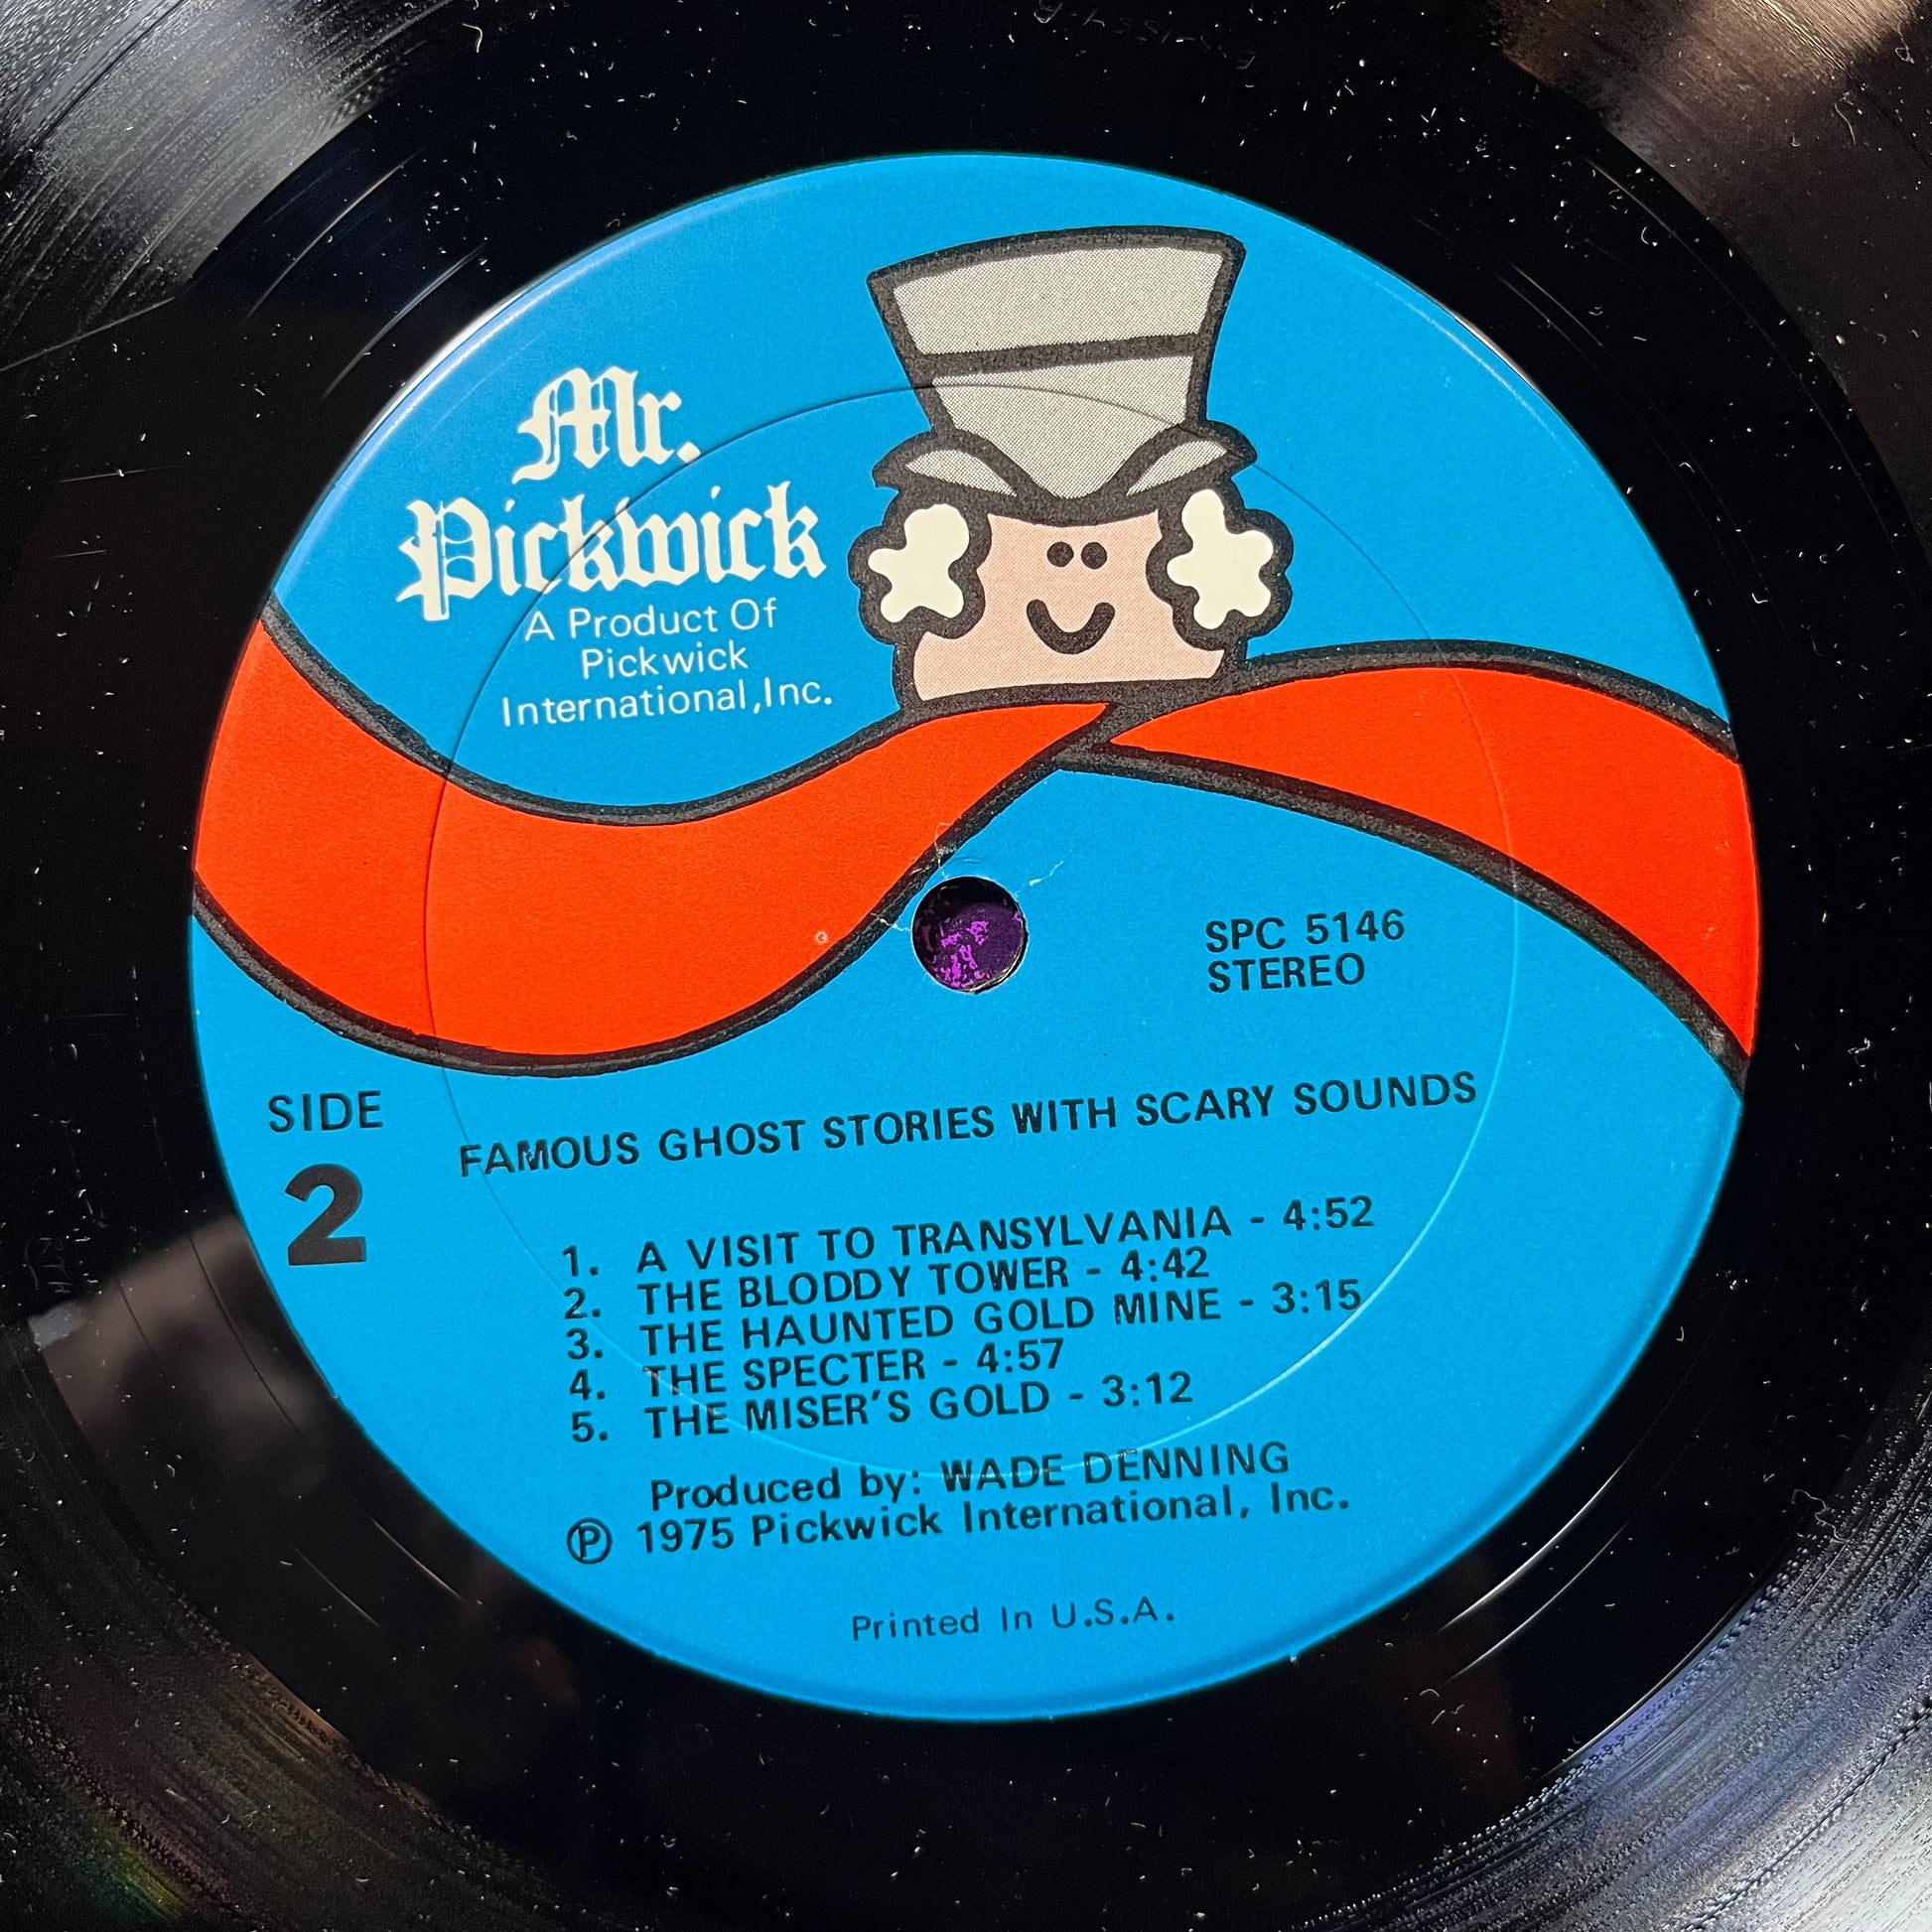 Mr.
Pickwick
A Product Of
Pickwick
International,Inc.
SPC 5146
STEREO
SIDE
2
FAMOUS GHOST STORIES WITH SCARY SOUNDS
1. A VISIT TO TRANSYLVANIA - 4:52
2. THE BLODDY TOWER - 4:42
3. THE HAUNTED GOLD MINE - 3:15
4. THE SPECTER - 4:57
5. THE MISER'S GOLD - 3:12
Produced by: WADE DENNING
Ⓟ 1975 Pickwick International, Inc.
Printed In U.S.A.